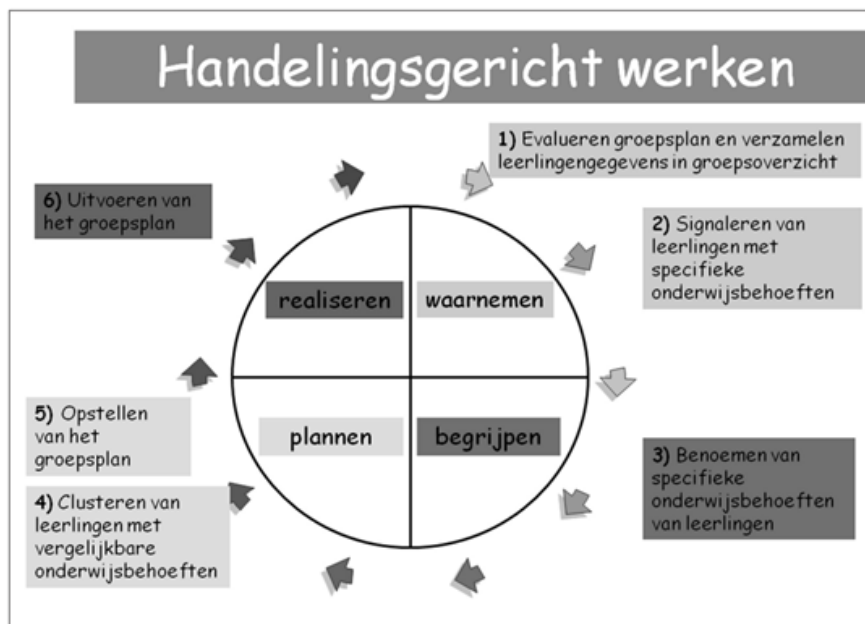 Handelingsgericht werken
1) Evalueren groepsplan en verzamelen
leerlingengegevens in groepsoverzicht
2) Signaleren van
leerlingen met
specifieke
onderwijsbehoeften
3) Benoemen van
specifieke
onderwijsbehoeften
van leerlingen
4) Clusteren van
leerlingen met
vergelijkbare
onderwijsbehoeften
5) Opstellen
van het
groepsplan
6) Uitvoeren van
het groepsplan
realiseren
waarnemen
plannen
begrijpen